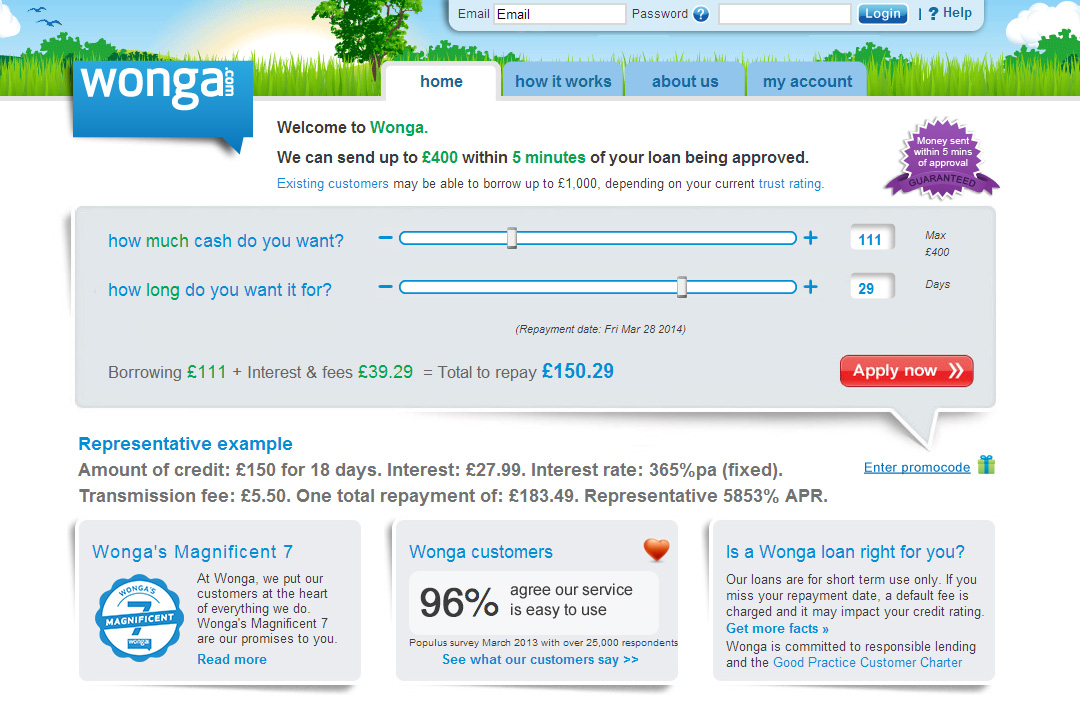 Email Email Password ? Login | ? Help
wonga.com
home how it works about us my account
Welcome to Wonga.
We can send up to £400 within 5 minutes of your loan being approved.
Existing customers may be able to borrow up to £1,000, depending on your current trust rating.
Money sent
within 5 mins
of approval
GUARANTEED
how much cash do you want? − + 111 Max
£400
how long do you want it for? − + 29 Days
(Repayment date: Fri Mar 28 2014)
Borrowing £111 + Interest & fees £39.29 = Total to repay £150.29
Apply now »
Representative example
Amount of credit: £150 for 18 days. Interest: £27.99. Interest rate: 365%pa (fixed).
Transmission fee: £5.50. One total repayment of: £183.49. Representative 5853% APR.
Enter promocode
Wonga's Magnificent 7
WONGA'S
7
MAGNIFICENT
wonga
At Wonga, we put our
customers at the heart
of everything we do.
Wonga's Magnificent 7
are our promises to you.
Read more
Wonga customers
96% agree our service
is easy to use
Populus survey March 2013 with over 25,000 respondents
See what our customers say >>
Is a Wonga loan right for you?
Our loans are for short term use only. If you
miss your repayment date, a default fee is
charged and it may impact your credit rating.
Get more facts »
Wonga is committed to responsible lending
and the Good Practice Customer Charter